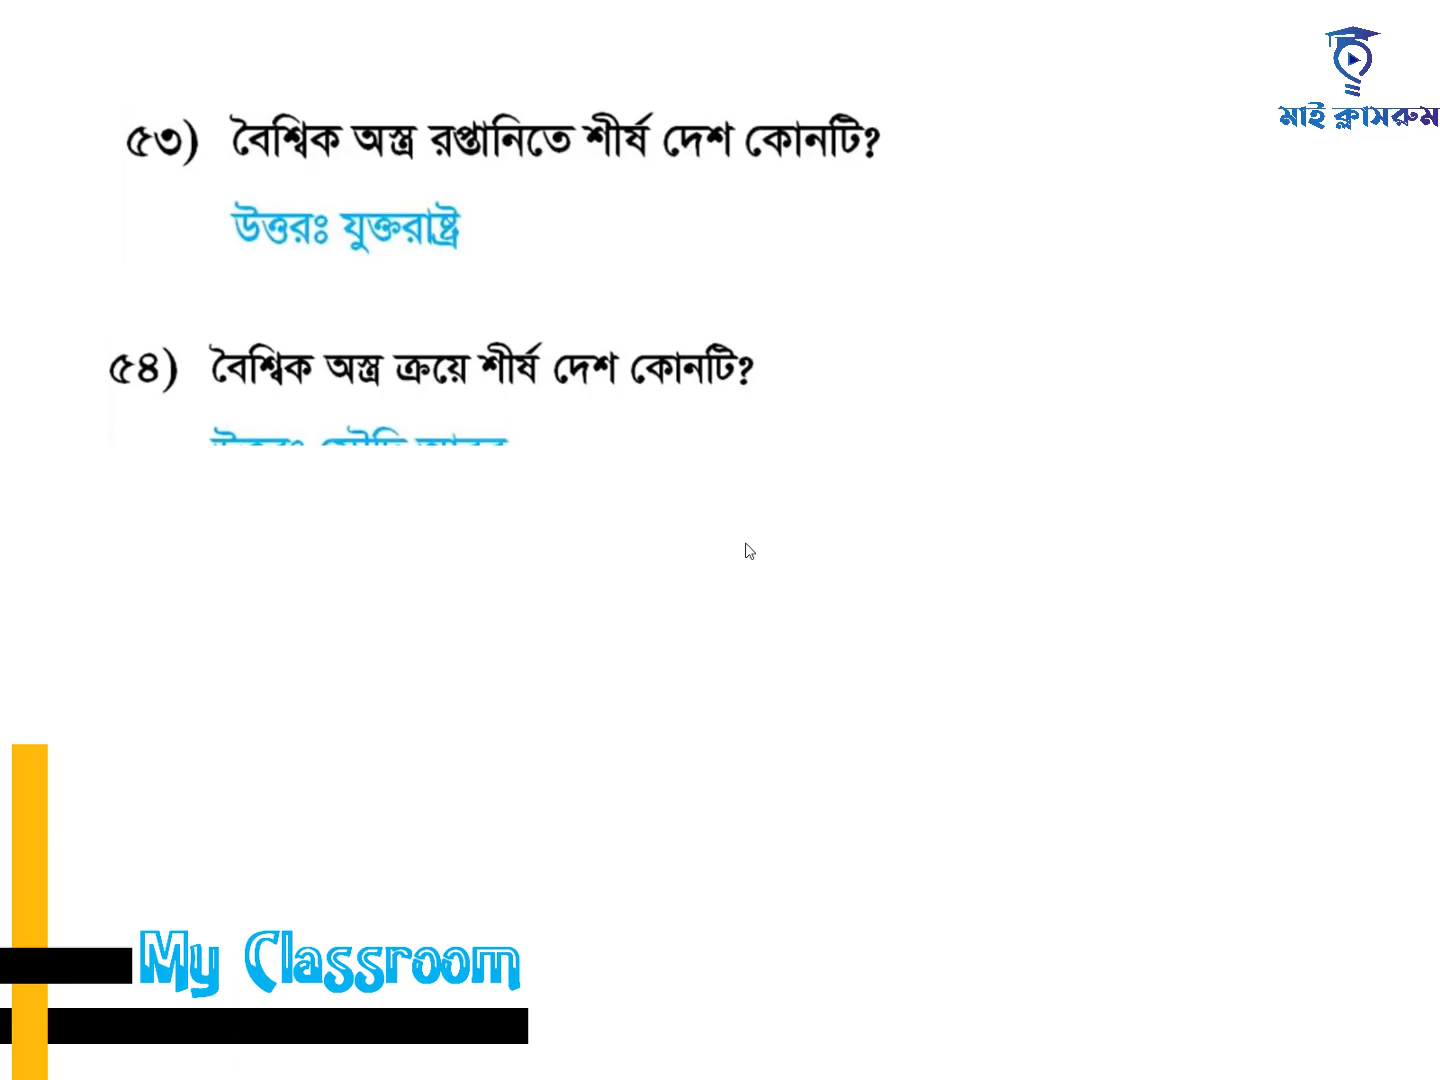 মাই ক্লাসরুম
৫৩) বৈশ্বিক অস্ত্র রপ্তানিতে শীর্ষ দেশ কোনটি?
উত্তরঃ যুক্তরাষ্ট্র
৫৪) বৈশ্বিক অস্ত্র ক্রয়ে শীর্ষ দেশ কোনটি?
My Classroom